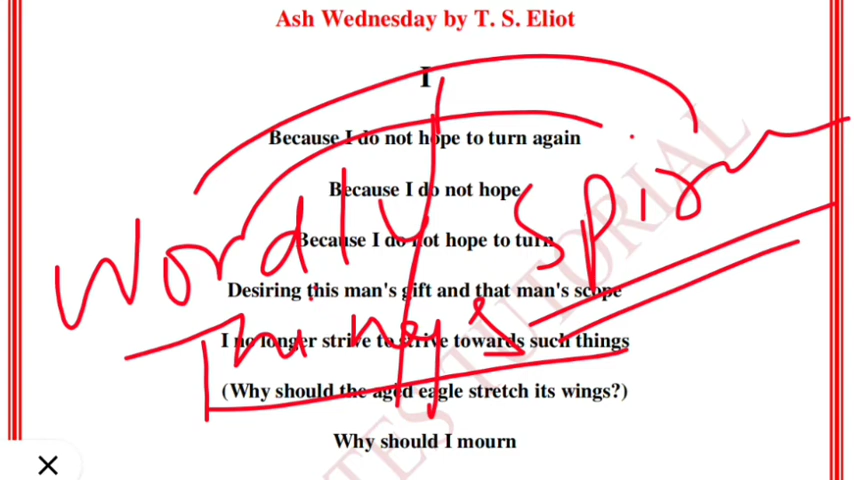 Ash Wednesday by T. S. Eliot
I
Because I do not hope to turn again
Because I do not hope
Because I do not hope to turn
Desiring this man's gift and that man's scope
I no longer strive to strive towards such things
(Why should the aged eagle stretch its wings?)
Why should I mourn
Wordly
Things
TES TUTORIAL